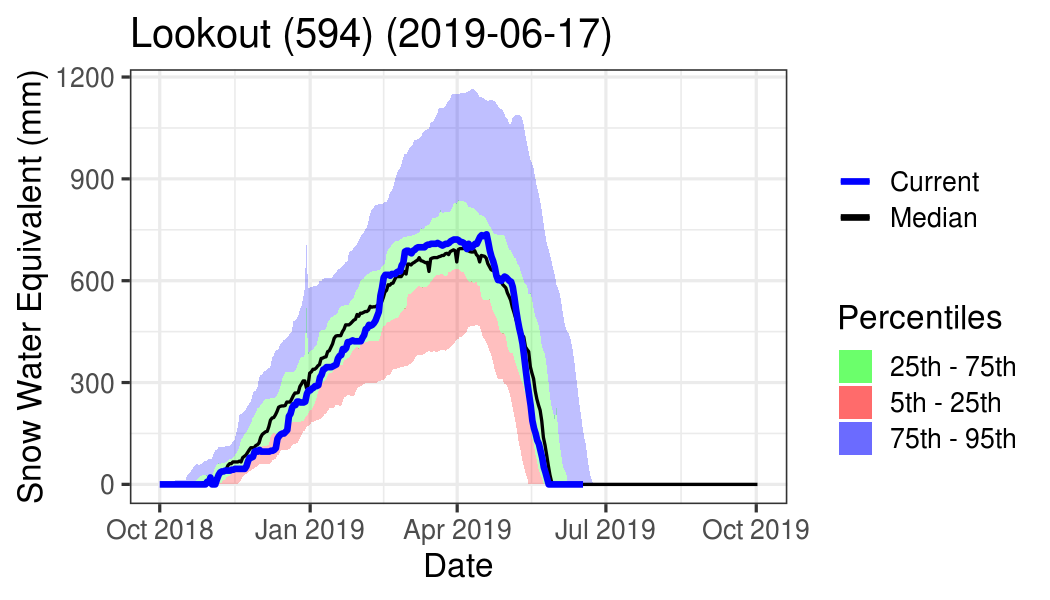 Lookout (594) (2019-06-17)
Snow Water Equivalent (mm)
1200
900
600
300
0
Oct 2018
Jan 2019
Apr 2019
Jul 2019
Oct 2019
Date
Current
Median
Percentiles
25th - 75th
5th - 25th
75th - 95th